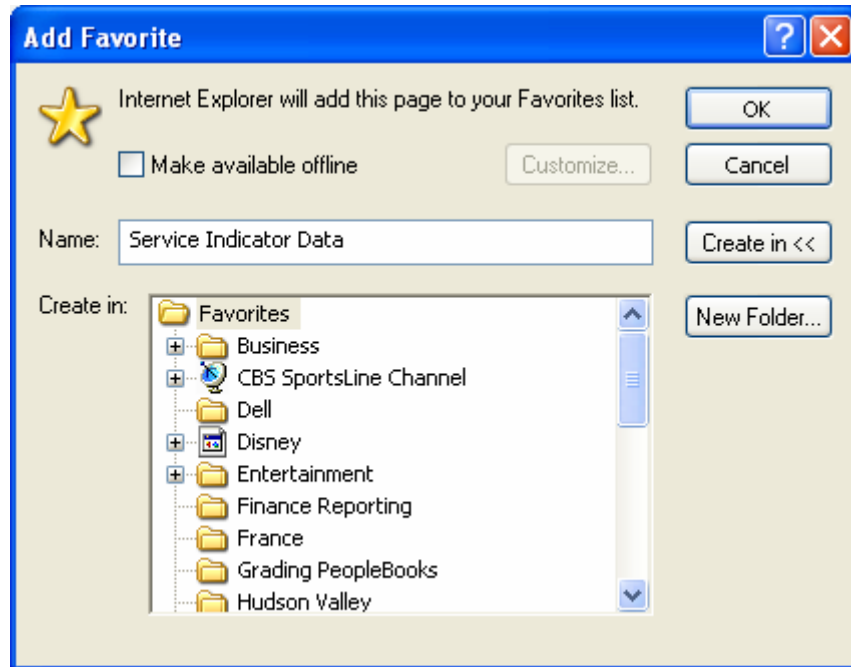 Add Favorite
Internet Explorer will add this page to your Favorites list.
OK
Make available offline
Customize...
Cancel
Name: Service Indicator Data
Create in <<
Create in:
Favorites
New Folder...
Business
CBS SportsLine Channel
Dell
Disney
Entertainment
Finance Reporting
France
Grading PeopleBooks
Hudson Valley